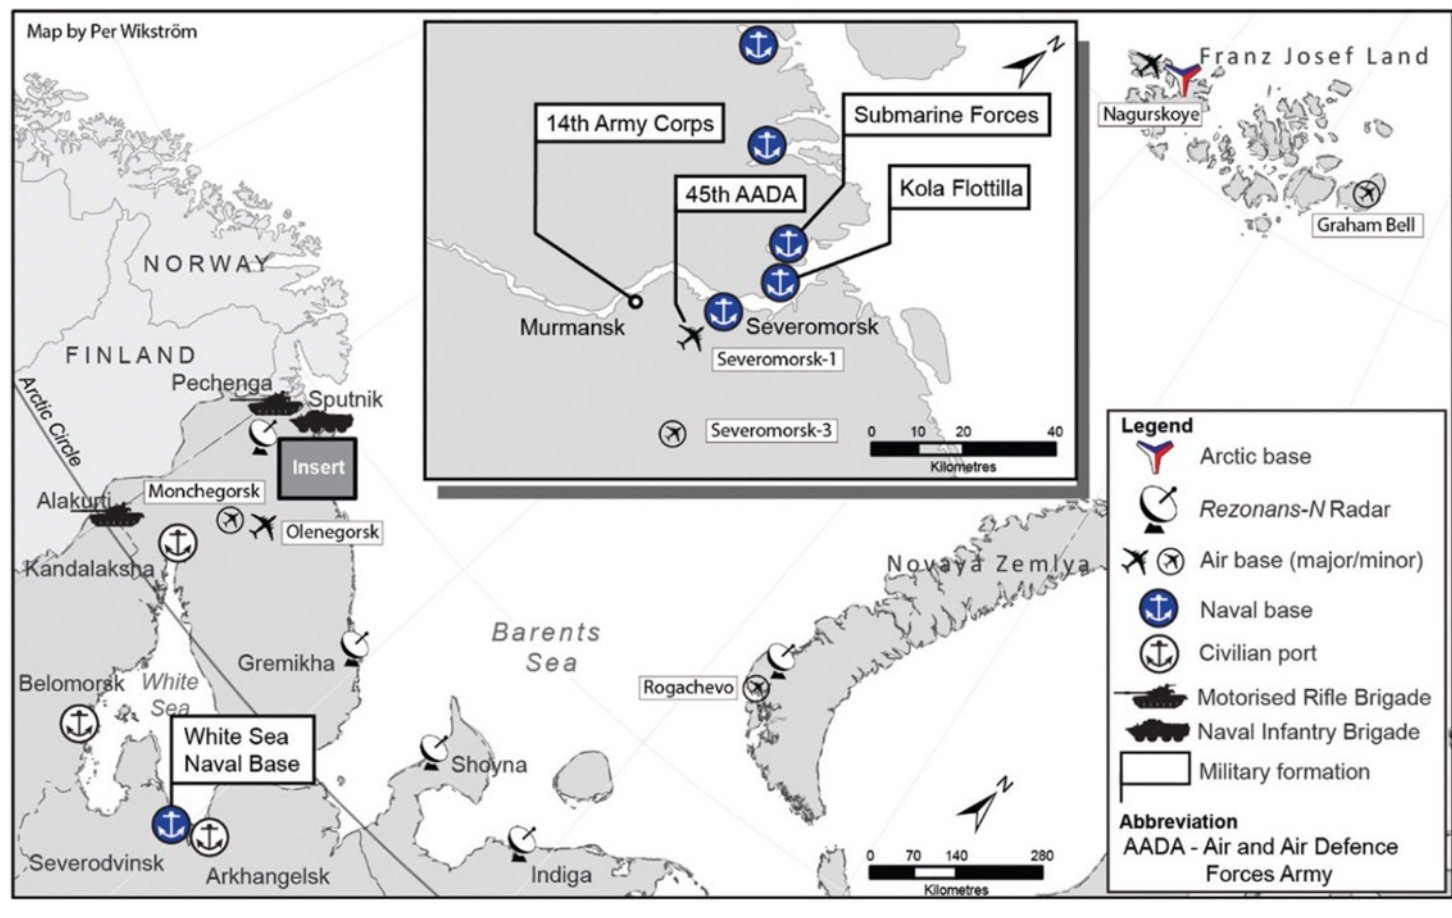 Map by Per Wikström
N
Franz Josef Land
Nagurskoye
Graham Bell
14th Army Corps
Submarine Forces
45th AADA
Kola Flottilla
Murmansk
Severomorsk
Severomorsk-1
Severomorsk-3
0 10 20 40
Kilometres
NORWAY
FINLAND
Arctic Circle
Pechenga
Sputnik
Insert
Monchegorsk
Alakurti
Olenegorsk
Kandalaksha
Gremikha
Belomorsk
White
Sea
White Sea
Naval Base
Severodvinsk
Arkhangelsk
Barents
Sea
Shoyna
Indiga
Novaya Zemlya
Rogachevo
N
0 70 140 280
Kilometres
Legend
Arctic base
Rezonans-N Radar
Air base (major/minor)
Naval base
Civilian port
Motorised Rifle Brigade
Naval Infantry Brigade
Military formation
Abbreviation
AADA - Air and Air Defence
Forces Army